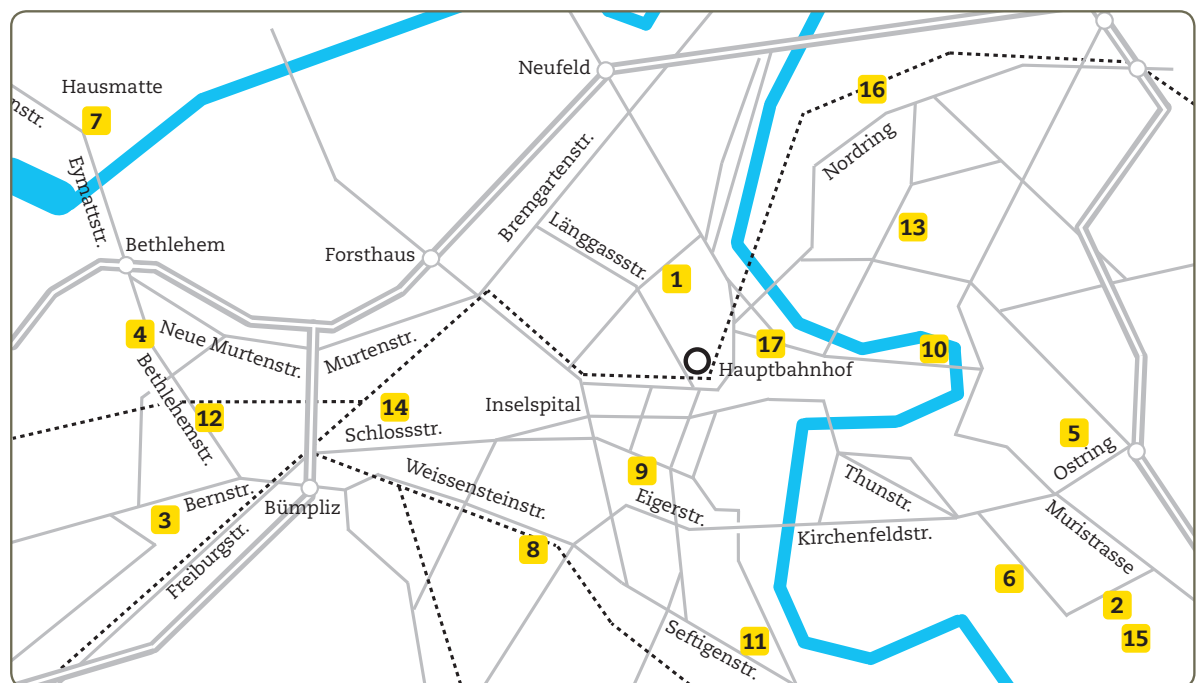 Neufeld
Hausmatte
16
7
nstr.
Nordring
Bremgartenstr.
Eymattstr.
Länggassstr.
13
Bethlehem
Forsthaus
1
4
Neue Murtenstr.
Murtenstr.
17
10
Hauptbahnhof
Bethlehemstr.
12
14
Inselspital
Schlossstr.
5
Ostring
9
Weissensteinstr.
Thunstr.
Bernstr.
Eigerstr.
Bümpliz
3
Muristrasse
Kirchenfeldstr.
Freiburgstr.
8
6
2
11
Seftigenstr.
15